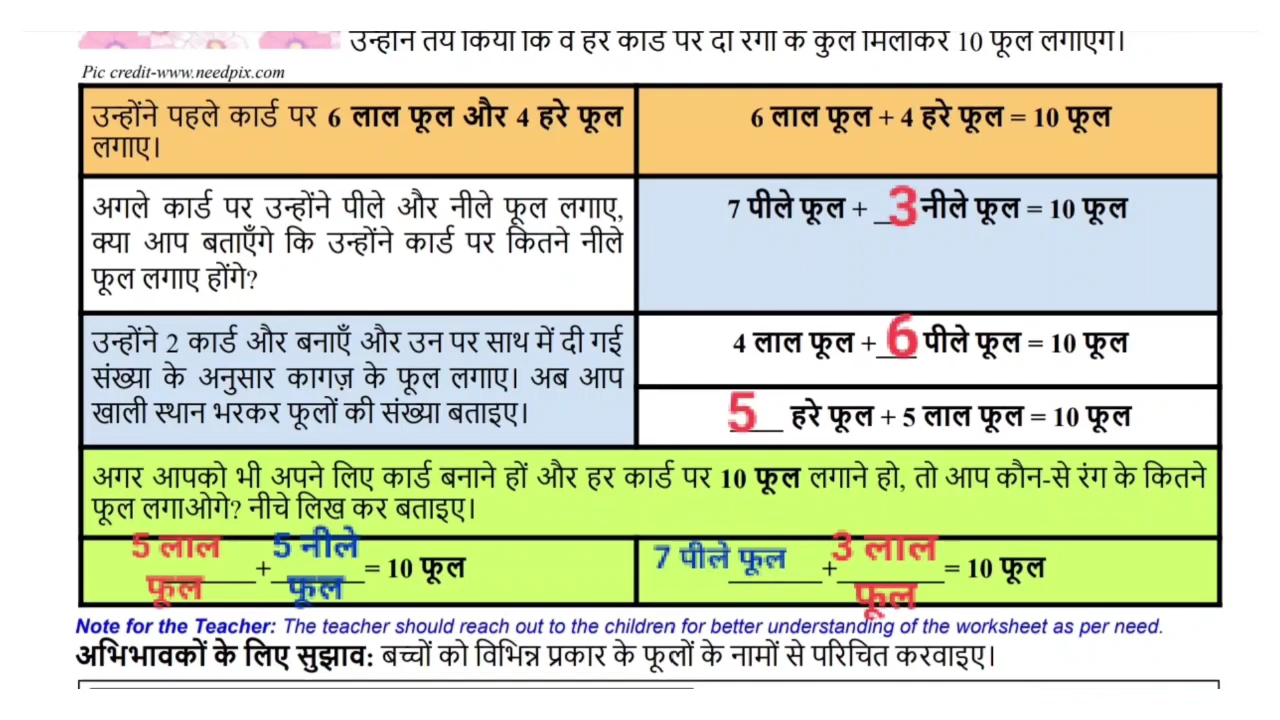 उन्होंने तय किया कि वे हर कार्ड पर दो रंगों के कुल मिलाकर 10 फूल लगाएंगे।
Pic credit-www.needpix.com
उन्होंने पहले कार्ड पर 6 लाल फूल और 4 हरे फूल
लगाए।
6 लाल फूल + 4 हरे फूल = 10 फूल
अगले कार्ड पर उन्होंने पीले और नीले फूल लगाए,
क्या आप बताएँगे कि उन्होंने कार्ड पर कितने नीले
फूल लगाए होंगे?
7 पीले फूल + _3 नीले फूल = 10 फूल
उन्होंने 2 कार्ड और बनाएँ और उन पर साथ में दी गई
संख्या के अनुसार कागज़ के फूल लगाए। अब आप
खाली स्थान भरकर फूलों की संख्या बताइए।
4 लाल फूल + 6 पीले फूल = 10 फूल
5 हरे फूल + 5 लाल फूल = 10 फूल
अगर आपको भी अपने लिए कार्ड बनाने हों और हर कार्ड पर 10 फूल लगाने हो, तो आप कौन-से रंग के कितने
फूल लगाओगे? नीचे लिख कर बताइए।
5 लाल फूल + 5 नीले फूल = 10 फूल
7 पीले फूल + 3 लाल फूल = 10 फूल
Note for the Teacher: The teacher should reach out to the children for better understanding of the worksheet as per need.
अभिभावकों के लिए सुझाव: बच्चों को विभिन्न प्रकार के फूलों के नामों से परिचित करवाइए।